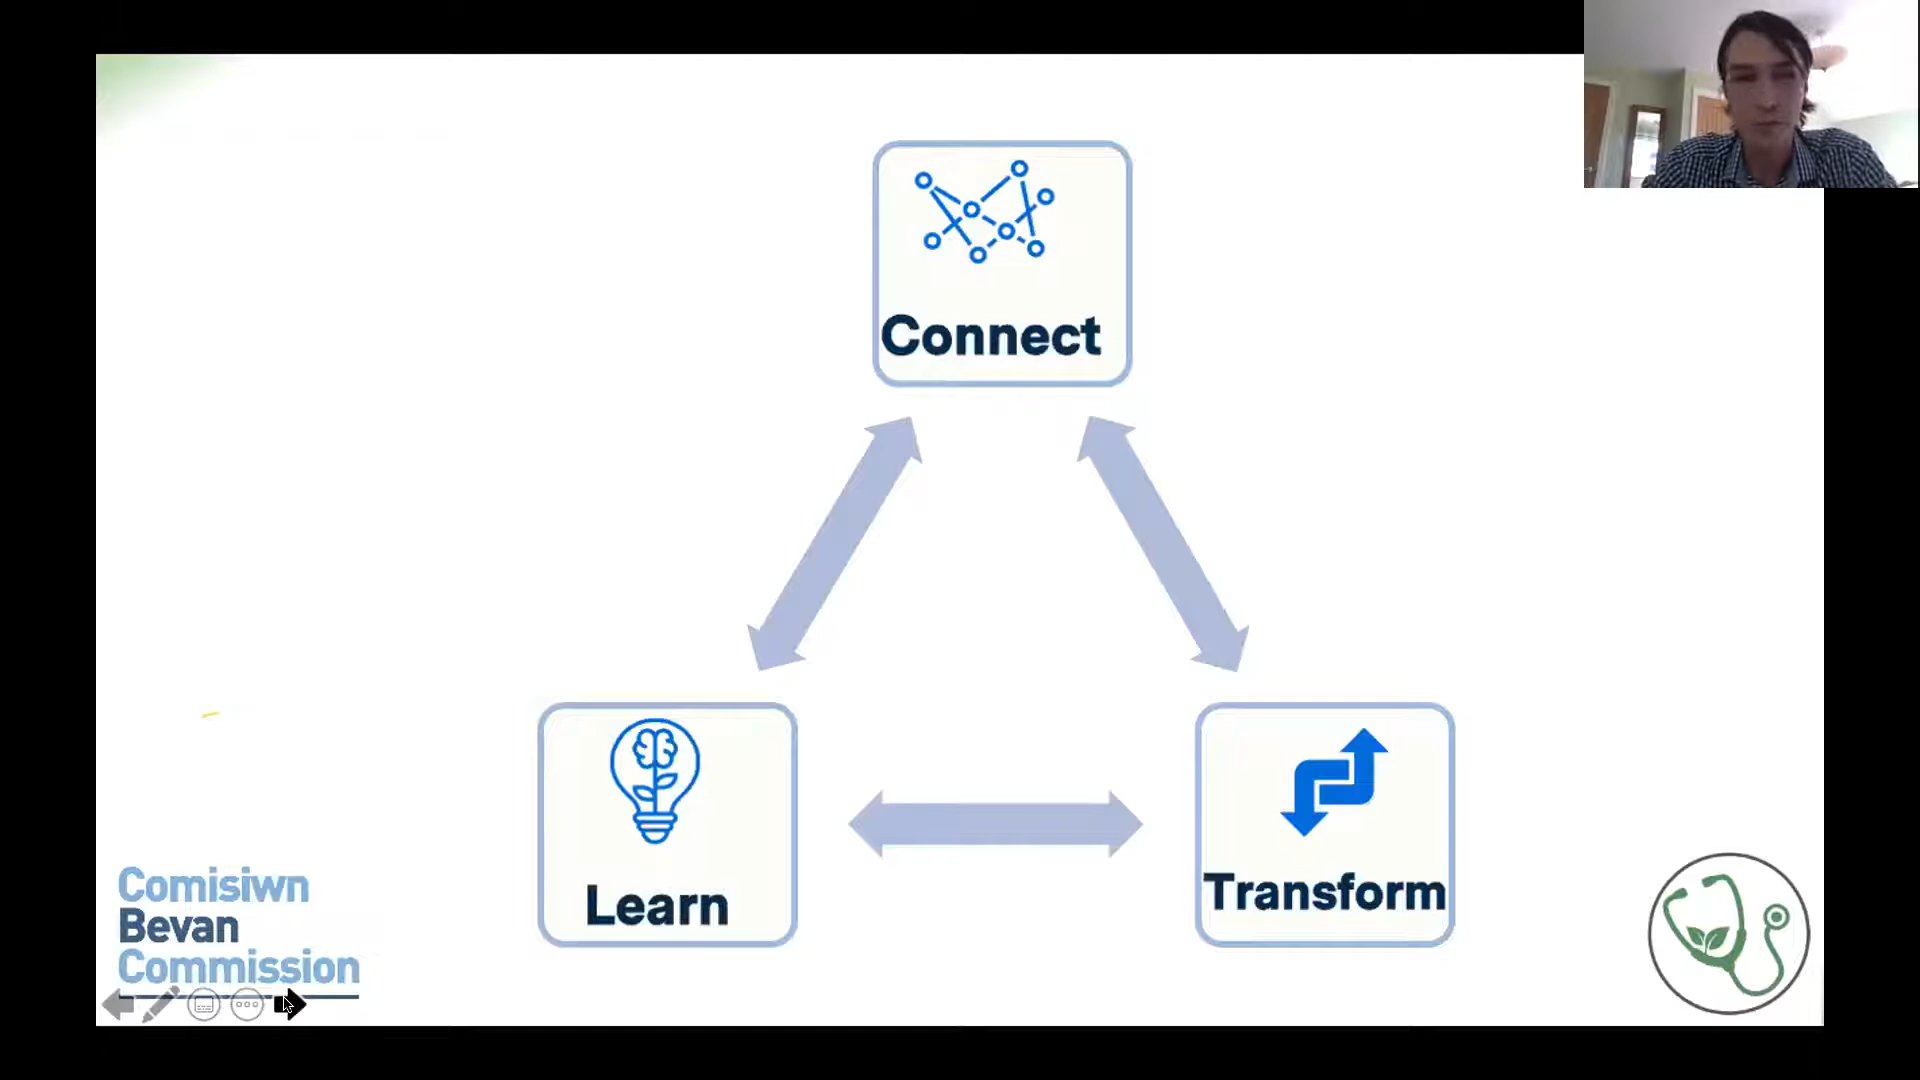 Connect
Learn
Transform
Comisiwn
Bevan
Commission